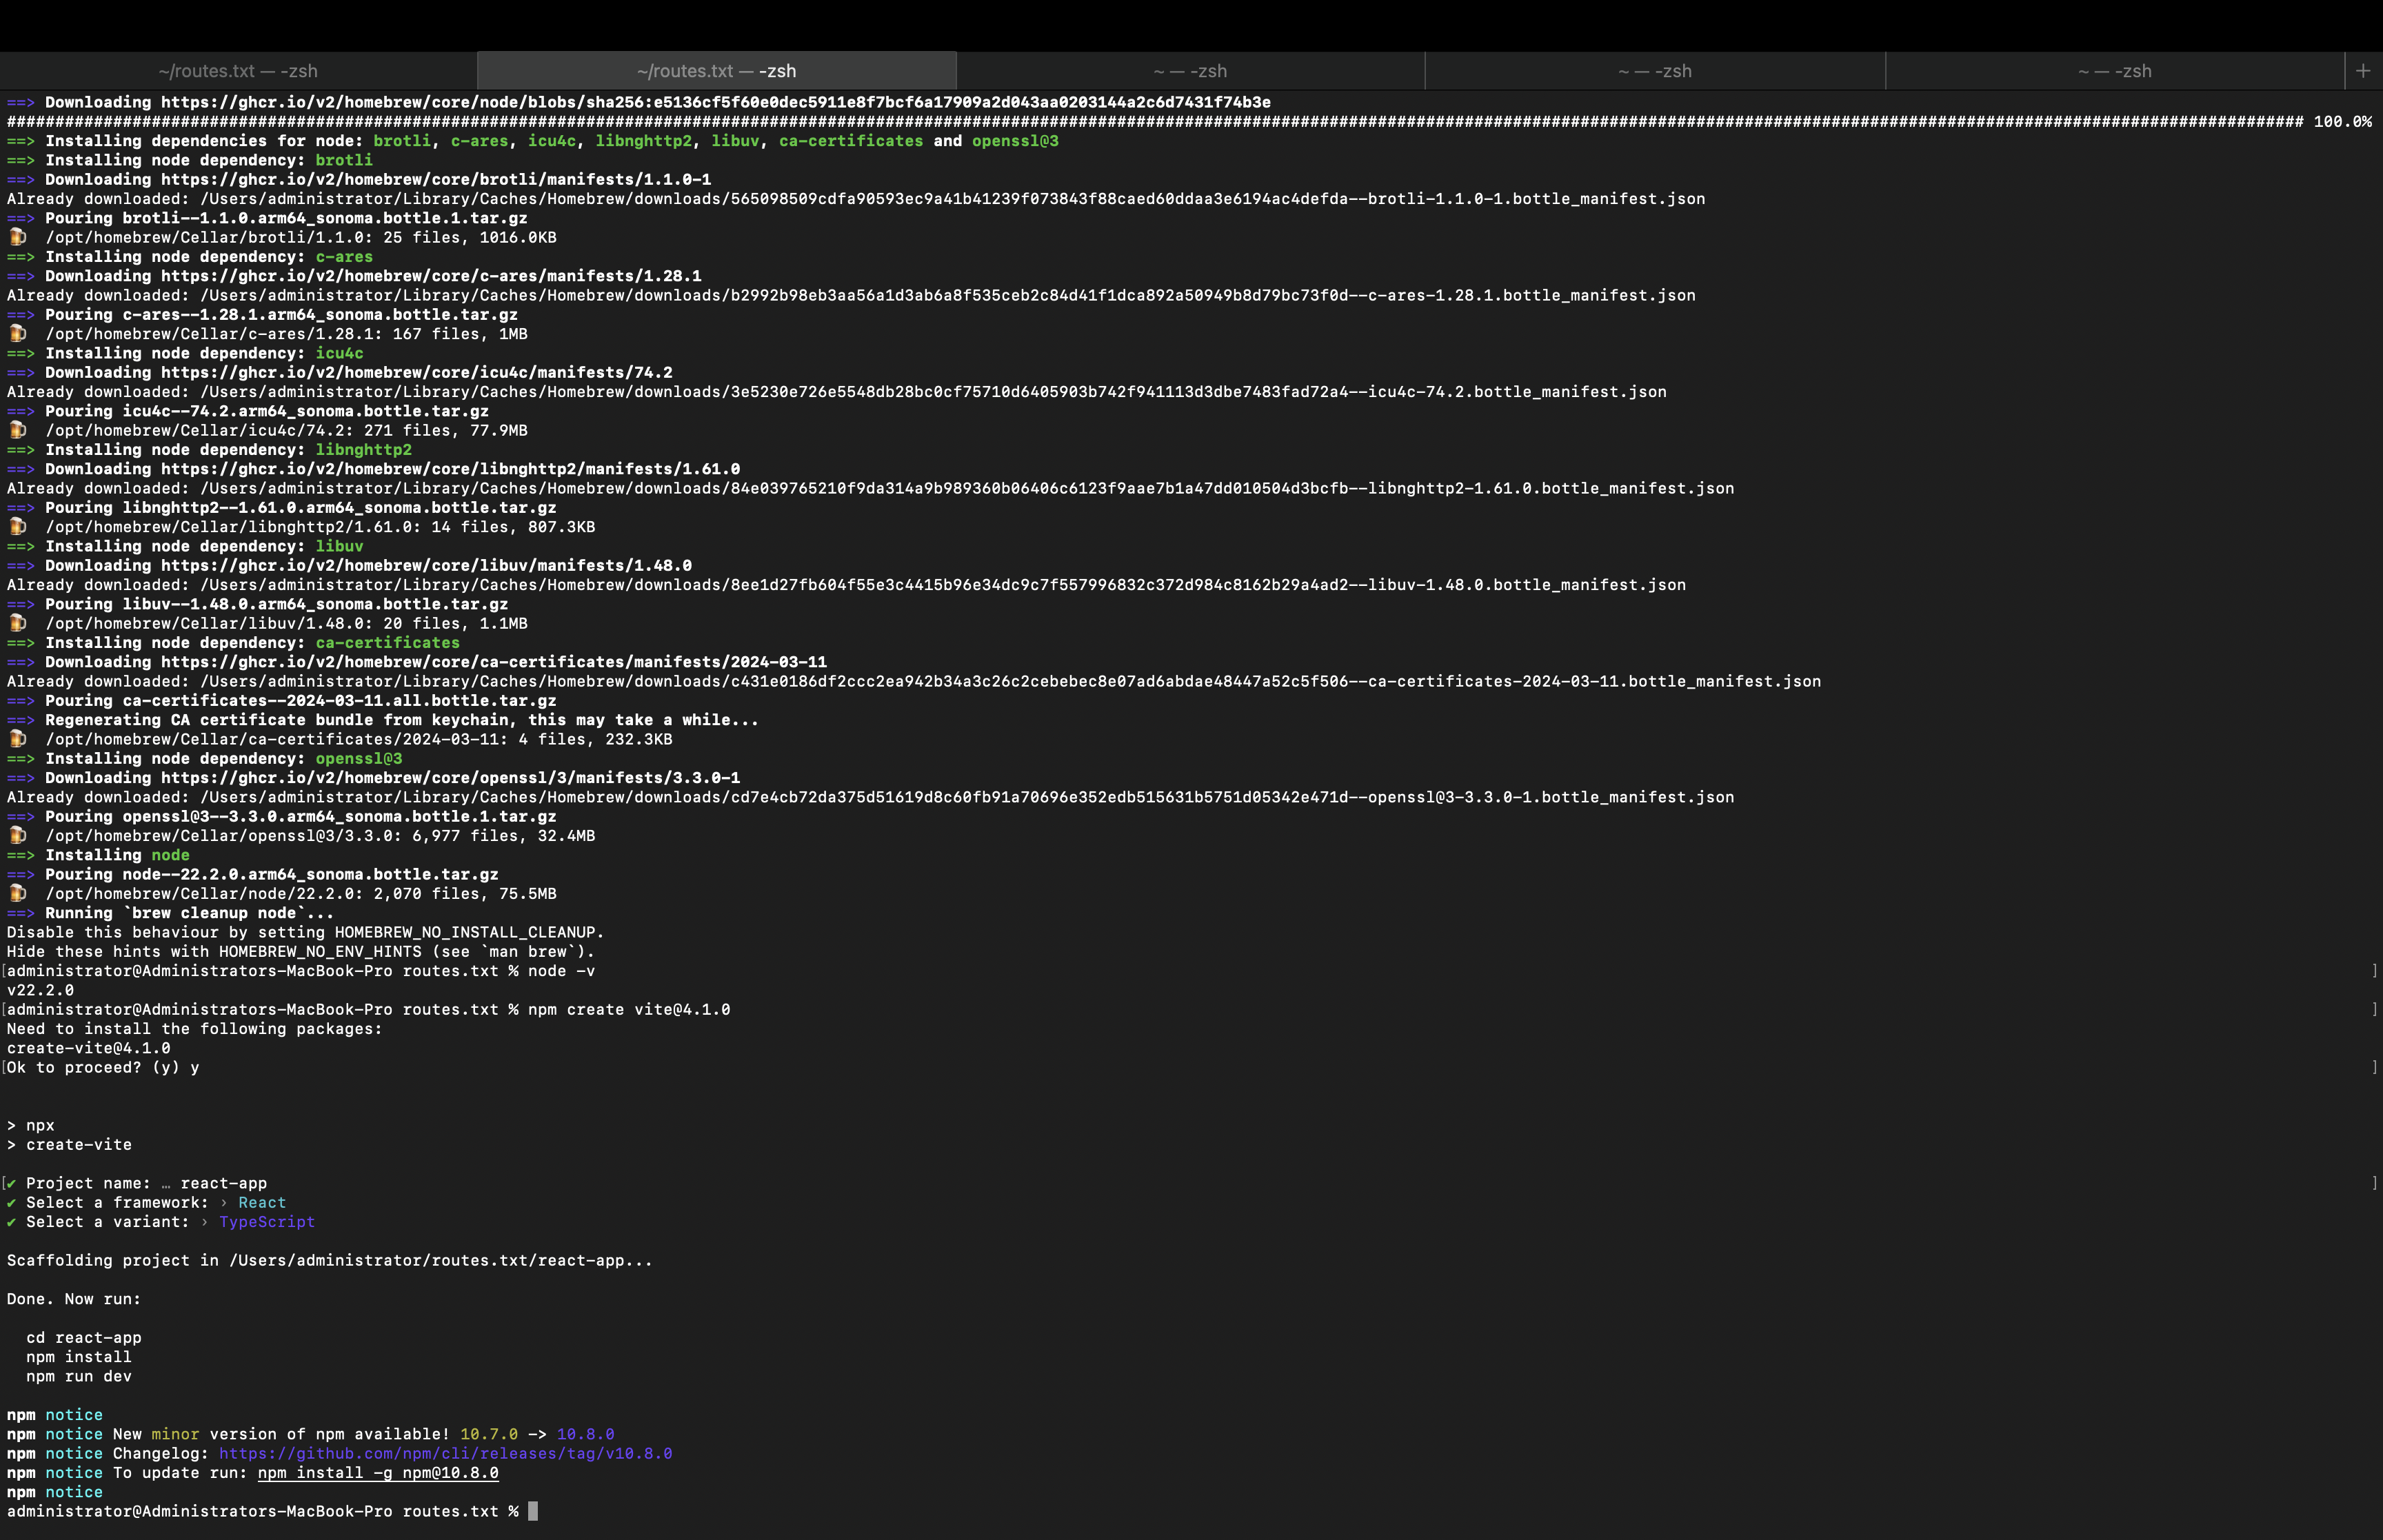 ~/routes.txt — -zsh
~/routes.txt — -zsh
~ — -zsh
~ — -zsh
~ — -zsh
+
==> Downloading https://ghcr.io/v2/homebrew/core/node/blobs/sha256:e5136cf5f60e0dec5911e8f7bcf6a17909a2d043aa0203144a2c6d7431f74b3e
############################################################################################################################################################################################################################################## 100.0%
==> Installing dependencies for node: brotli, c-ares, icu4c, libnghttp2, libuv, ca-certificates and openssl@3
==> Installing node dependency: brotli
==> Downloading https://ghcr.io/v2/homebrew/core/brotli/manifests/1.1.0-1
Already downloaded: /Users/administrator/Library/Caches/Homebrew/downloads/565098509cdfa90593ec9a41b41239f073843f88caed60ddaa3e6194ac4defda--brotli-1.1.0-1.bottle_manifest.json
==> Pouring brotli--1.1.0.arm64_sonoma.bottle.1.tar.gz
🍺  /opt/homebrew/Cellar/brotli/1.1.0: 25 files, 1016.0KB
==> Installing node dependency: c-ares
==> Downloading https://ghcr.io/v2/homebrew/core/c-ares/manifests/1.28.1
Already downloaded: /Users/administrator/Library/Caches/Homebrew/downloads/b2992b98eb3aa56a1d3ab6a8f535ceb2c84d41f1dca892a50949b8d79bc73f0d--c-ares-1.28.1.bottle_manifest.json
==> Pouring c-ares--1.28.1.arm64_sonoma.bottle.tar.gz
🍺  /opt/homebrew/Cellar/c-ares/1.28.1: 167 files, 1MB
==> Installing node dependency: icu4c
==> Downloading https://ghcr.io/v2/homebrew/core/icu4c/manifests/74.2
Already downloaded: /Users/administrator/Library/Caches/Homebrew/downloads/3e5230e726e5548db28bc0cf75710d6405903b742f941113d3dbe7483fad72a4--icu4c-74.2.bottle_manifest.json
==> Pouring icu4c--74.2.arm64_sonoma.bottle.tar.gz
🍺  /opt/homebrew/Cellar/icu4c/74.2: 271 files, 77.9MB
==> Installing node dependency: libnghttp2
==> Downloading https://ghcr.io/v2/homebrew/core/libnghttp2/manifests/1.61.0
Already downloaded: /Users/administrator/Library/Caches/Homebrew/downloads/84e039765210f9da314a9b989360b06406c6123f9aae7b1a47dd010504d3bcfb--libnghttp2-1.61.0.bottle_manifest.json
==> Pouring libnghttp2--1.61.0.arm64_sonoma.bottle.tar.gz
🍺  /opt/homebrew/Cellar/libnghttp2/1.61.0: 14 files, 807.3KB
==> Installing node dependency: libuv
==> Downloading https://ghcr.io/v2/homebrew/core/libuv/manifests/1.48.0
Already downloaded: /Users/administrator/Library/Caches/Homebrew/downloads/8ee1d27fb604f55e3c4415b96e34dc9c7f557996832c372d984c8162b29a4ad2--libuv-1.48.0.bottle_manifest.json
==> Pouring libuv--1.48.0.arm64_sonoma.bottle.tar.gz
🍺  /opt/homebrew/Cellar/libuv/1.48.0: 20 files, 1.1MB
==> Installing node dependency: ca-certificates
==> Downloading https://ghcr.io/v2/homebrew/core/ca-certificates/manifests/2024-03-11
Already downloaded: /Users/administrator/Library/Caches/Homebrew/downloads/c431e0186df2ccc2ea942b34a3c26c2cebebec8e07ad6abdae48447a52c5f506--ca-certificates-2024-03-11.bottle_manifest.json
==> Pouring ca-certificates--2024-03-11.all.bottle.tar.gz
==> Regenerating CA certificate bundle from keychain, this may take a while...
🍺  /opt/homebrew/Cellar/ca-certificates/2024-03-11: 4 files, 232.3KB
==> Installing node dependency: openssl@3
==> Downloading https://ghcr.io/v2/homebrew/core/openssl/3/manifests/3.3.0-1
Already downloaded: /Users/administrator/Library/Caches/Homebrew/downloads/cd7e4cb72da375d51619d8c60fb91a70696e352edb515631b5751d05342e471d--openssl@3-3.3.0-1.bottle_manifest.json
==> Pouring openssl@3--3.3.0.arm64_sonoma.bottle.1.tar.gz
🍺  /opt/homebrew/Cellar/openssl@3/3.3.0: 6,977 files, 32.4MB
==> Installing node
==> Pouring node--22.2.0.arm64_sonoma.bottle.tar.gz
🍺  /opt/homebrew/Cellar/node/22.2.0: 2,070 files, 75.5MB
==> Running `brew cleanup node`...
Disable this behaviour by setting HOMEBREW_NO_INSTALL_CLEANUP.
Hide these hints with HOMEBREW_NO_ENV_HINTS (see `man brew`).
[administrator@Administrators-MacBook-Pro routes.txt % node -v ]
v22.2.0
[administrator@Administrators-MacBook-Pro routes.txt % npm create vite@4.1.0 ]
Need to install the following packages:
create-vite@4.1.0
[Ok to proceed? (y) y ]
> npx
> create-vite
[✔ Project name: … react-app ]
✔ Select a framework: › React
✔ Select a variant: › TypeScript
Scaffolding project in /Users/administrator/routes.txt/react-app...
Done. Now run:
cd react-app
npm install
npm run dev
npm notice
npm notice New minor version of npm available! 10.7.0 -> 10.8.0
npm notice Changelog: https://github.com/npm/cli/releases/tag/v10.8.0
npm notice To update run: npm install -g npm@10.8.0
npm notice
administrator@Administrators-MacBook-Pro routes.txt %